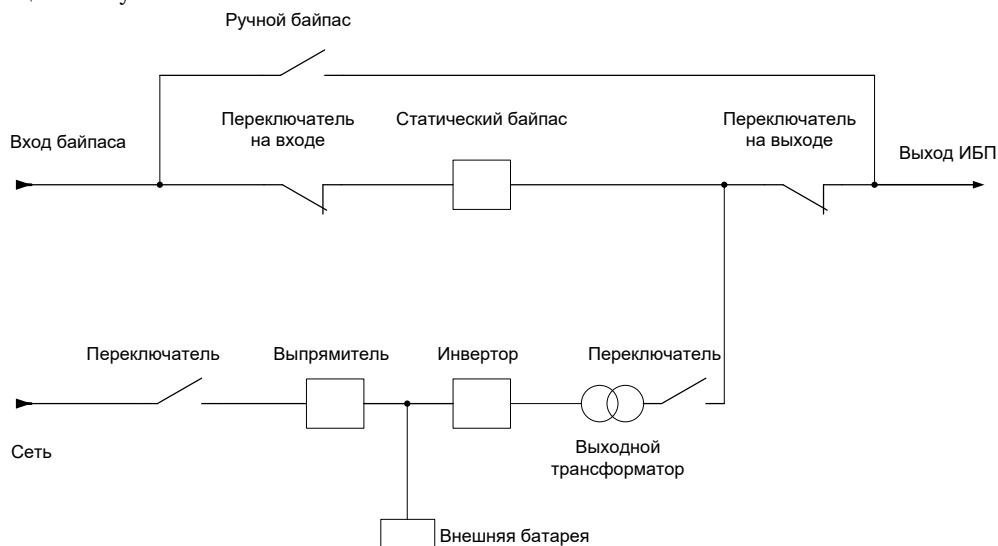 Ручной байпас
Переключатель
на входе
Статический байпас
Переключатель
на выходе
Вход байпаса
Выход ИБП
Переключатель
Выпрямитель
Инвертор
Переключатель
Сеть
Выходной
трансформатор
Внешняя батарея